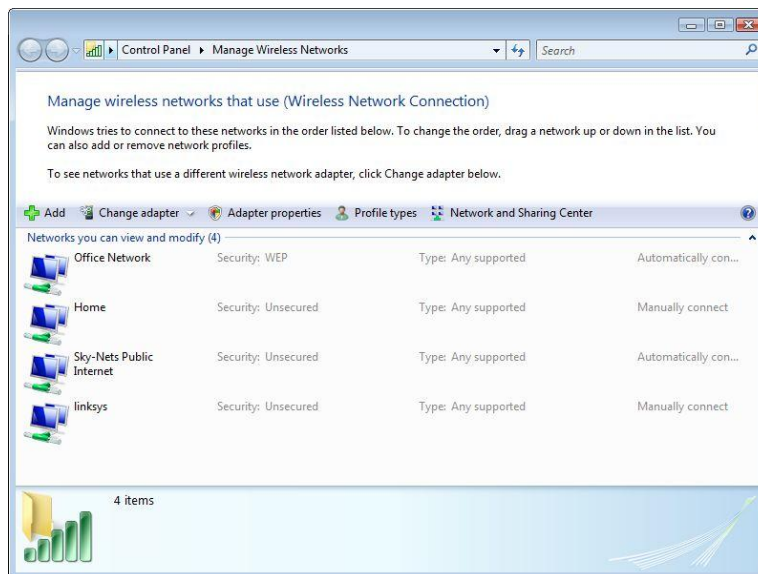 Control Panel Manage Wireless Networks Search
Manage wireless networks that use (Wireless Network Connection)
Windows tries to connect to these networks in the order listed below. To change the order, drag a network up or down in the list. You
can also add or remove network profiles.
To see networks that use a different wireless network adapter, click Change adapter below.
Add Change adapter Adapter properties Profile types Network and Sharing Center
Networks you can view and modify (4)
Office Network Security: WEP Type: Any supported Automatically con...
Home Security: Unsecured Type: Any supported Manually connect
Sky-Nets Public Security: Unsecured Type: Any supported Automatically con...
Internet
linksys Security: Unsecured Type: Any supported Manually connect
4 items